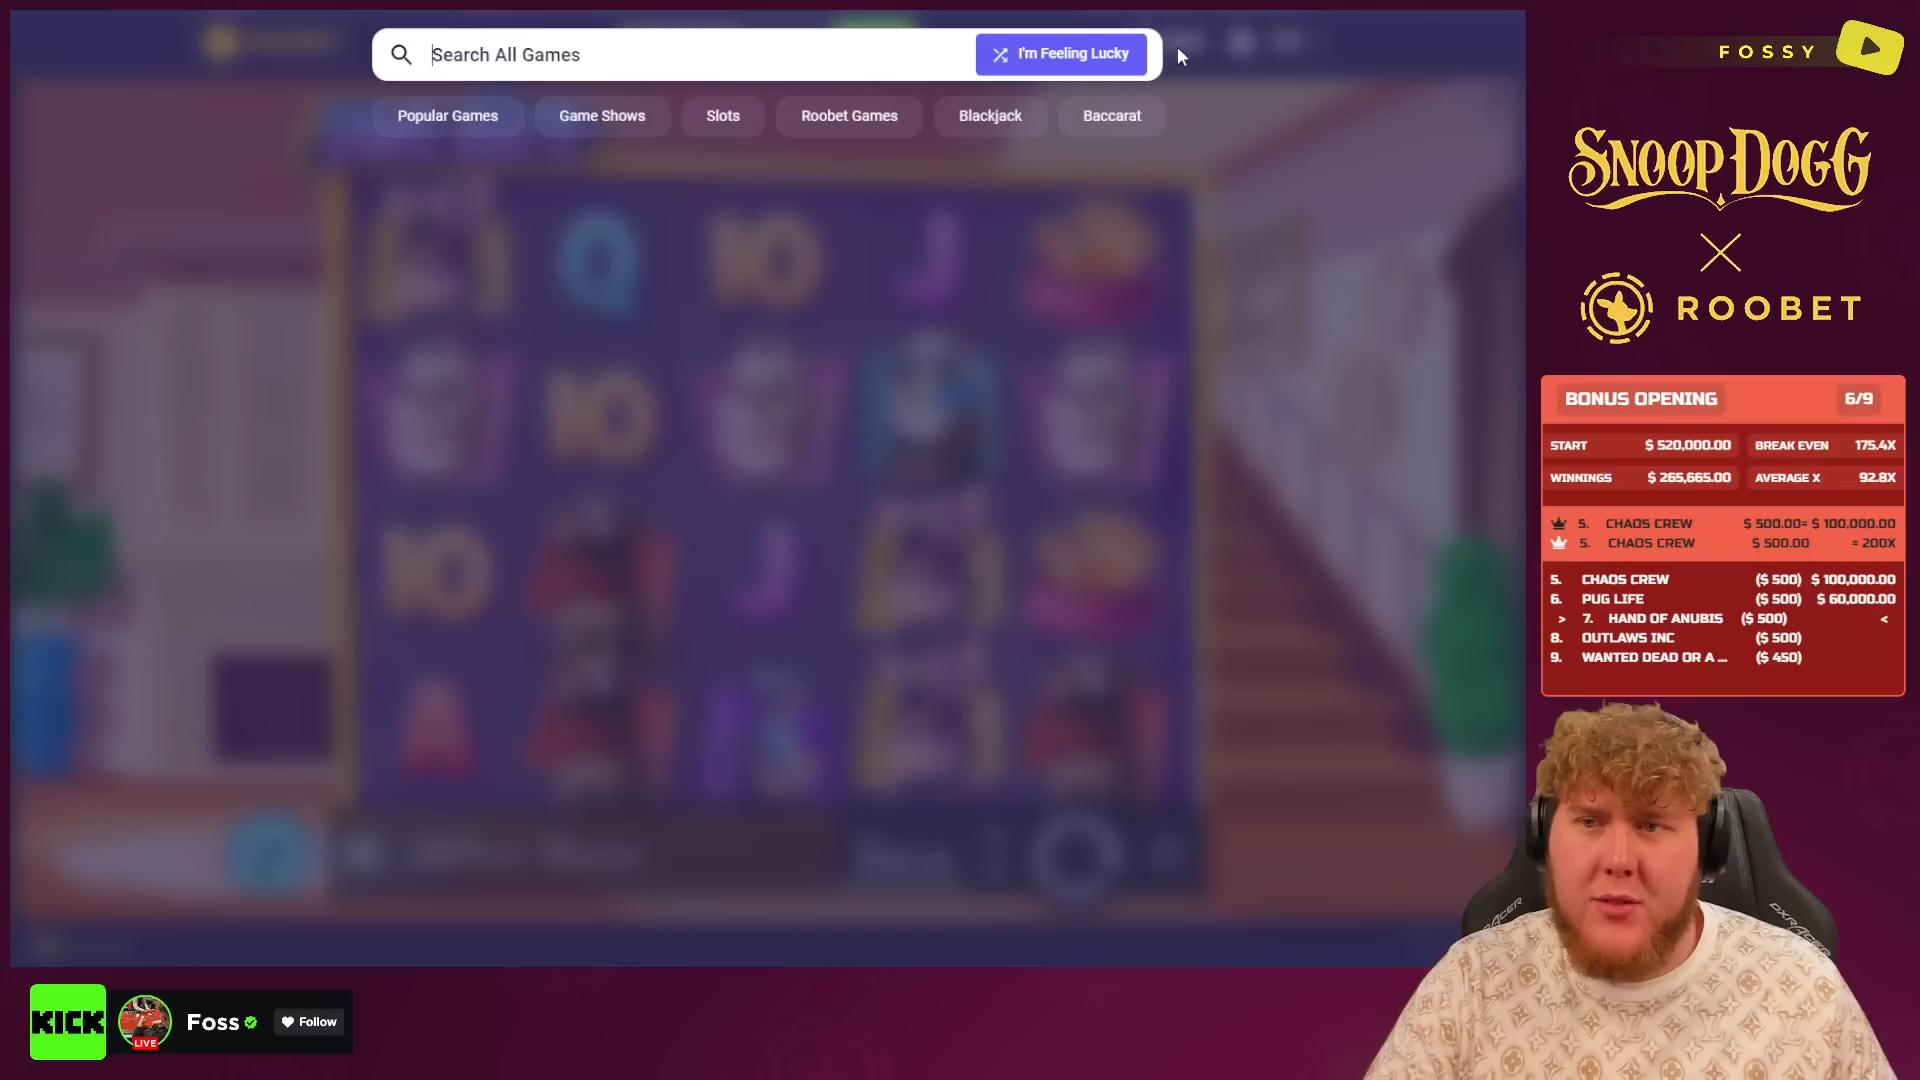 Search All Games
I'm Feeling Lucky
Popular Games
Game Shows
Slots
Roobet Games
Blackjack
Baccarat
FOSSY
SNOOP DOGG
ROOBET
BONUS OPENING 6/9
START $ 520,000.00 BREAK EVEN 175.4X
WINNINGS $ 265,665.00 AVERAGE X 92.8X
5. CHAOS CREW $ 500.00= $ 100,000.00
5. CHAOS CREW $ 500.00 = 200X
5. CHAOS CREW ($ 500) $ 100,000.00
6. PUG LIFE ($ 500) $ 60,000.00
> 7. HAND OF ANUBIS ($ 500) <
8. OUTLAWS INC ($ 500)
9. WANTED DEAD OR A ... ($ 450)
Q 10 J
10
10 J
A
DXRACER
KICK
LIVE
Foss
Follow